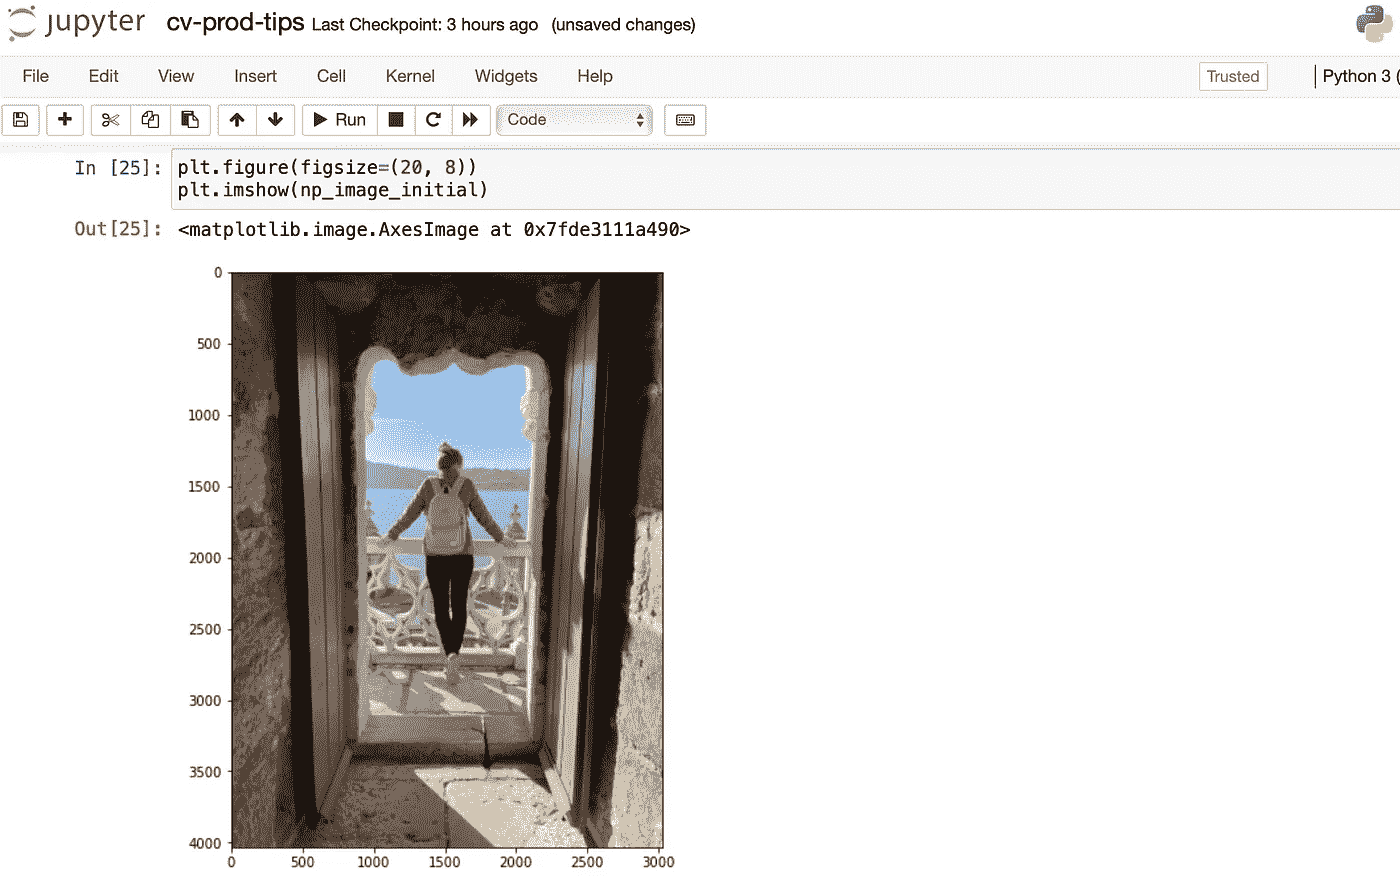 jupyter cv-prod-tips Last Checkpoint: 3 hours ago (unsaved changes)
File Edit View Insert Cell Kernel Widgets Help Trusted Python 3 (
Run Code
In [25]: plt.figure(figsize=(20, 8))
plt.imshow(np_image_initial)
Out[25]: <matplotlib.image.AxesImage at 0x7fde3111a490>
0
500
1000
1500
2000
2500
3000
3500
4000
0 500 1000 1500 2000 2500 3000